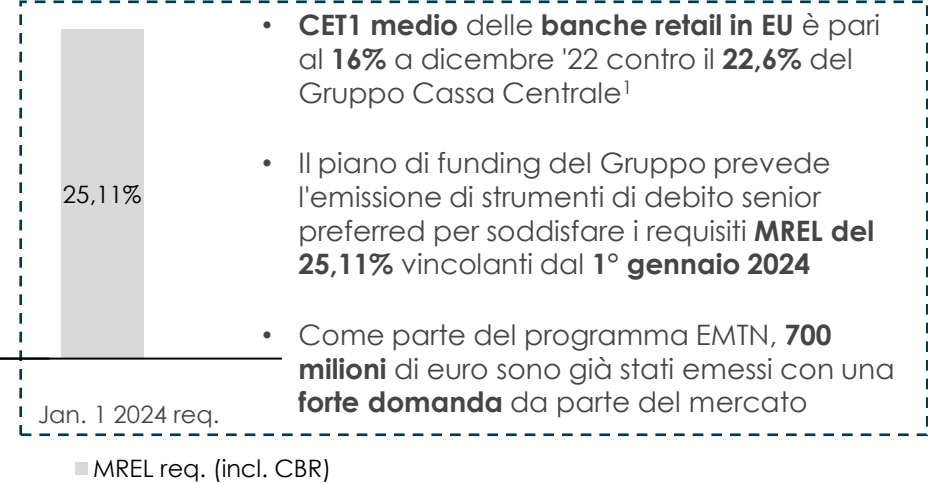 • CET1 medio delle banche retail in EU è pari
al 16% a dicembre '22 contro il 22,6% del
Gruppo Cassa Centrale1
• Il piano di funding del Gruppo prevede
l'emissione di strumenti di debito senior
preferred per soddisfare i requisiti MREL del
25,11% vincolanti dal 1° gennaio 2024
• Come parte del programma EMTN, 700
milioni di euro sono già stati emessi con una
forte domanda da parte del mercato
25,11%
Jan. 1 2024 req.
MREL req. (incl. CBR)